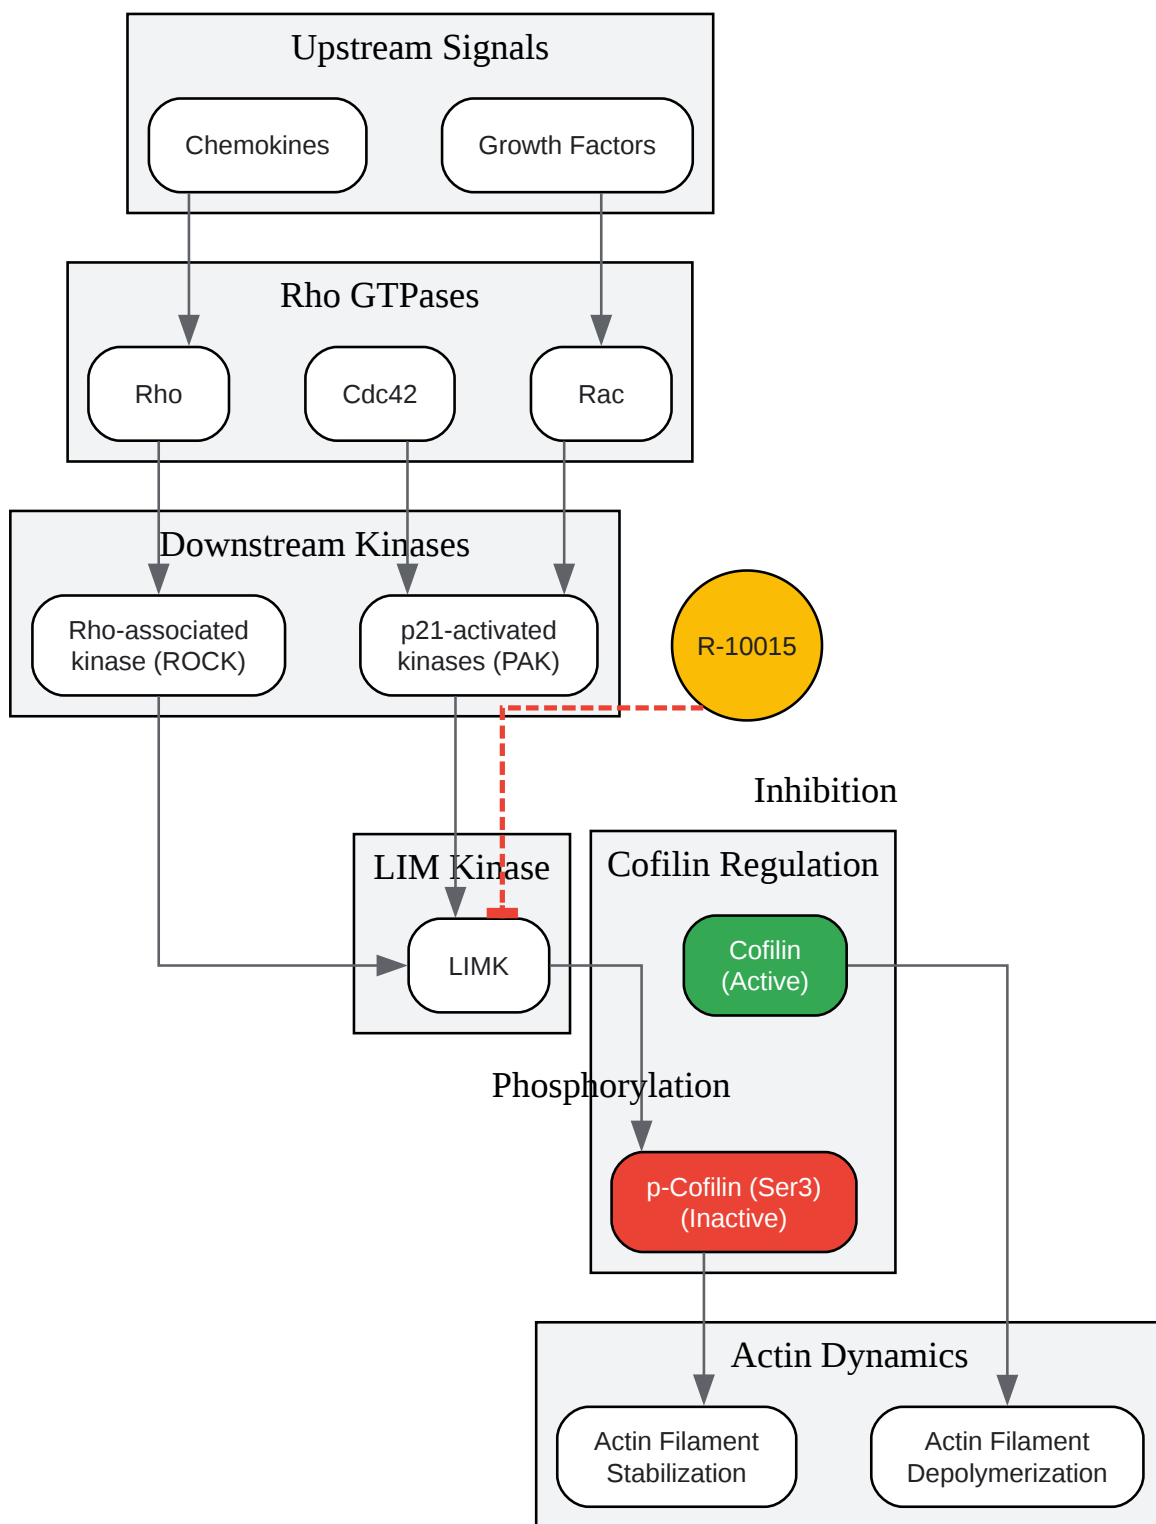 Upstream Signals
Chemokines
Growth Factors
Rho GTPases
Rho
Cdc42
Rac
Downstream Kinases
Rho-associated
kinase (ROCK)
p21-activated
kinases (PAK)
R-10015
Inhibition
LIM Kinase
LIMK
Cofilin Regulation
Cofilin
(Active)
Phosphorylation
p-Cofilin (Ser3)
(Inactive)
Actin Dynamics
Actin Filament
Stabilization
Actin Filament
Depolymerization